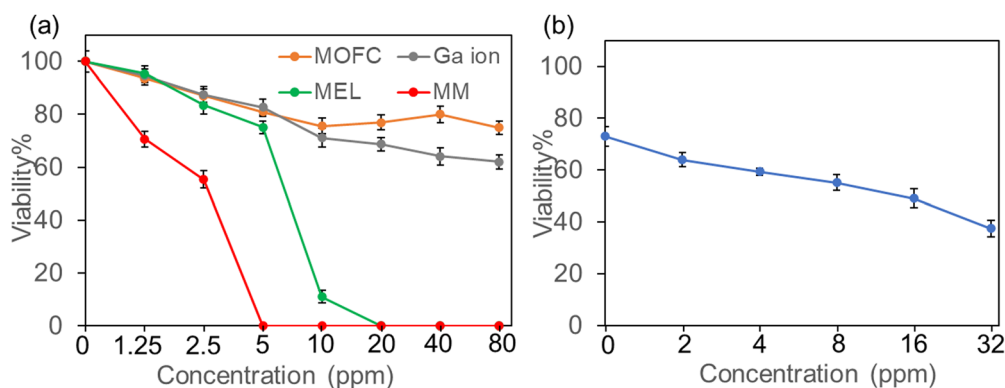 (a)
MOFC
Ga ion
MEL
MM
100
80
60
40
20
0
Viability%
0 1.25 2.5 5 10 20 40 80
Concentration (ppm)
(b)
100
80
60
40
20
0
Viability%
0 2 4 8 16 32
Concentration (ppm)